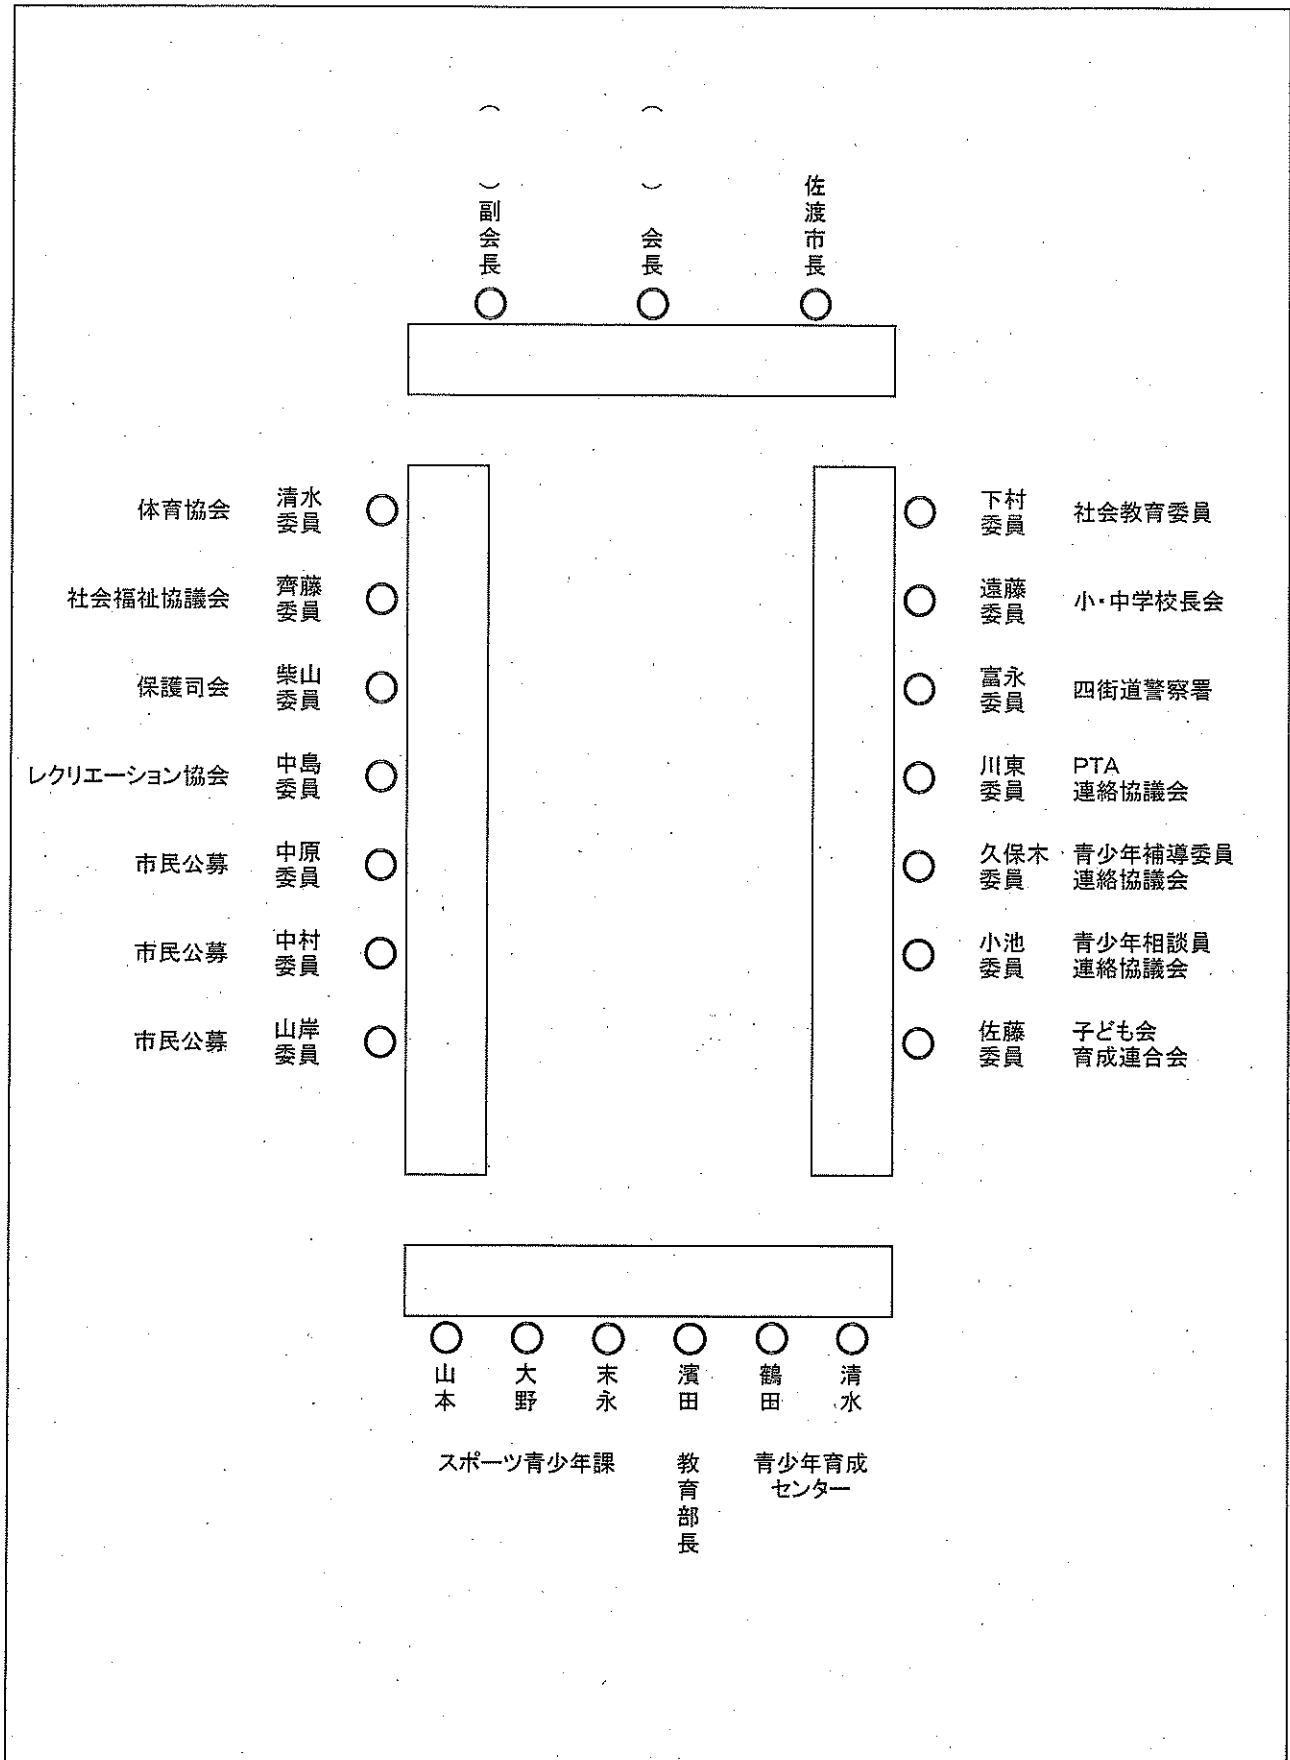 （　　）副会長
（　　）会長
佐渡市長
体育協会 清水委員
社会福祉協議会 齊藤委員
保護司会 柴山委員
レクリエーション協会 中島委員
市民公募 中原委員
市民公募 中村委員
市民公募 山岸委員
下村委員 社会教育委員
遠藤委員 小・中学校長会
富永委員 四街道警察署
川東委員 PTA連絡協議会
久保木委員 青少年補導委員連絡協議会
小池委員 青少年相談員連絡協議会
佐藤委員 子ども会育成連合会
山本
大野
末永
濱田
鶴田
清水
スポーツ青少年課
教育部長
青少年育成
センター